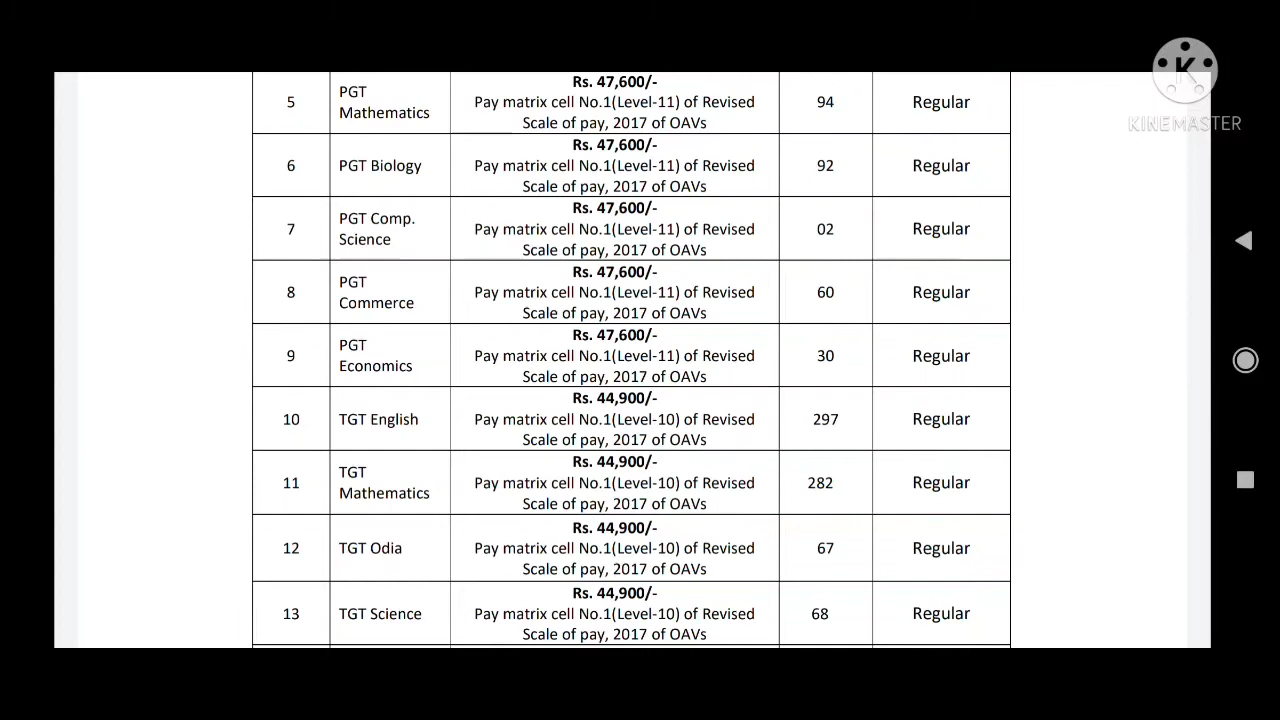 KINEMASTER
5
PGT
Mathematics
Rs. 47,600/-
Pay matrix cell No.1(Level-11) of Revised
Scale of pay, 2017 of OAVs
94
Regular
6
PGT Biology
Rs. 47,600/-
Pay matrix cell No.1(Level-11) of Revised
Scale of pay, 2017 of OAVs
92
Regular
7
PGT Comp.
Science
Rs. 47,600/-
Pay matrix cell No.1(Level-11) of Revised
Scale of pay, 2017 of OAVs
02
Regular
8
PGT
Commerce
Rs. 47,600/-
Pay matrix cell No.1(Level-11) of Revised
Scale of pay, 2017 of OAVs
60
Regular
9
PGT
Economics
Rs. 47,600/-
Pay matrix cell No.1(Level-11) of Revised
Scale of pay, 2017 of OAVs
30
Regular
10
TGT English
Rs. 44,900/-
Pay matrix cell No.1(Level-10) of Revised
Scale of pay, 2017 of OAVs
297
Regular
11
TGT
Mathematics
Rs. 44,900/-
Pay matrix cell No.1(Level-10) of Revised
Scale of pay, 2017 of OAVs
282
Regular
12
TGT Odia
Rs. 44,900/-
Pay matrix cell No.1(Level-10) of Revised
Scale of pay, 2017 of OAVs
67
Regular
13
TGT Science
Rs. 44,900/-
Pay matrix cell No.1(Level-10) of Revised
Scale of pay, 2017 of OAVs
68
Regular